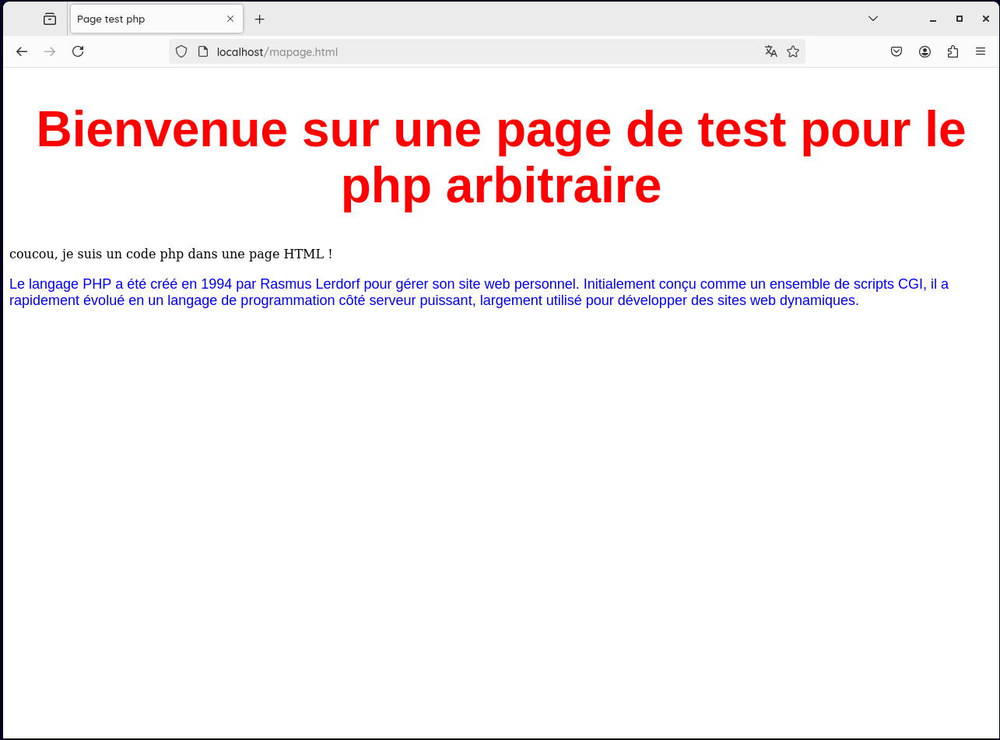 Page test php
localhost/mapage.html
Bienvenue sur une page de test pour le
php arbitraire
coucou, je suis un code php dans une page HTML !
Le langage PHP a été créé en 1994 par Rasmus Lerdorf pour gérer son site web personnel. Initialement conçu comme un ensemble de scripts CGI, il a
rapidement évolué en un langage de programmation côté serveur puissant, largement utilisé pour développer des sites web dynamiques.